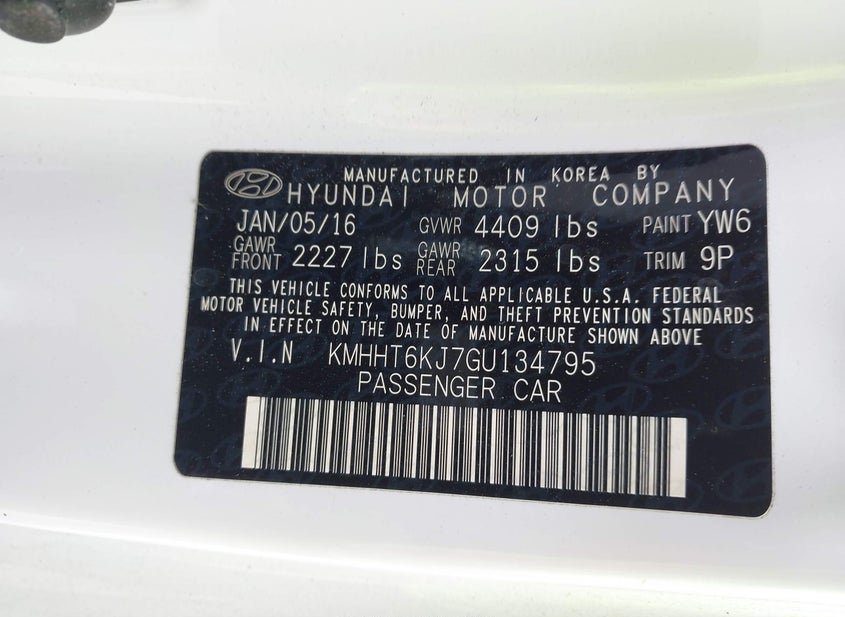 MANUFACTURED IN KOREA BY
HYUNDAI MOTOR COMPANY
JAN/05/16 GVWR 4409 lbs PAINT YW6
GAWR FRONT 2227 lbs GAWR REAR 2315 lbs TRIM 9P
THIS VEHICLE CONFORMS TO ALL APPLICABLE U.S.A. FEDERAL
MOTOR VEHICLE SAFETY, BUMPER, AND THEFT PREVENTION STANDARDS
IN EFFECT ON THE DATE OF MANUFACTURE SHOWN ABOVE
V.I.N KMHHT6KJ7GU134795
PASSENGER CAR